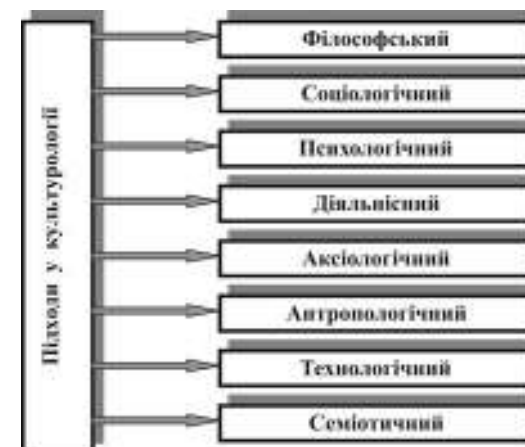 Підходи у культурології
Філософський
Соціологічний
Психологічний
Діяльнісний
Аксіологічний
Антропологічний
Технологічний
Семіотичний